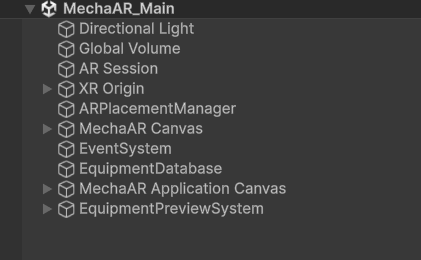 MechaAR_Main
Directional Light
Global Volume
AR Session
XR Origin
ARPlacementManager
MechaAR Canvas
EventSystem
EquipmentDatabase
MechaAR Application Canvas
EquipmentPreviewSystem